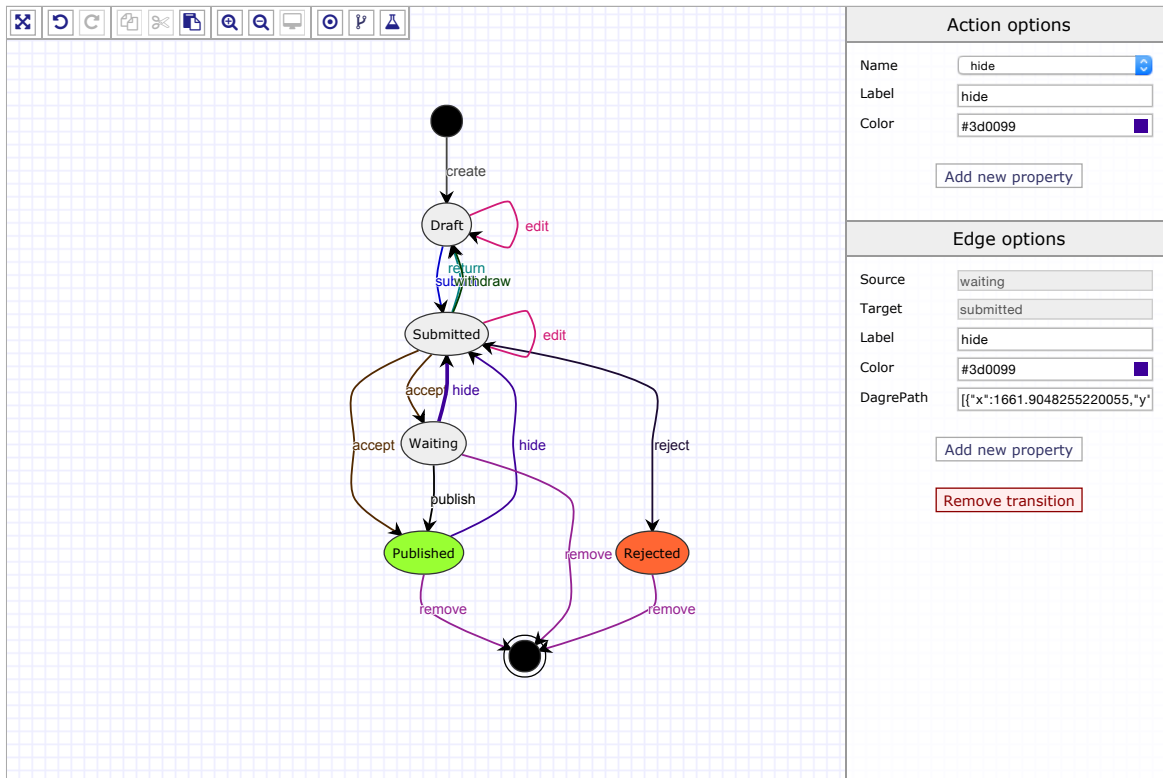 Action options
Name
hide
Label
hide
Color
#3d0099
Add new property
Edge options
Source
waiting
Target
submitted
Label
hide
Color
#3d0099
DagrePath
[{"x":1661.9048255220055,"y"
Add new property
Remove transition
create
Draft
edit
return
withdraw
Submitted
edit
accept
hide
accept
Waiting
hide
reject
publish
Published
remove
Rejected
remove
remove